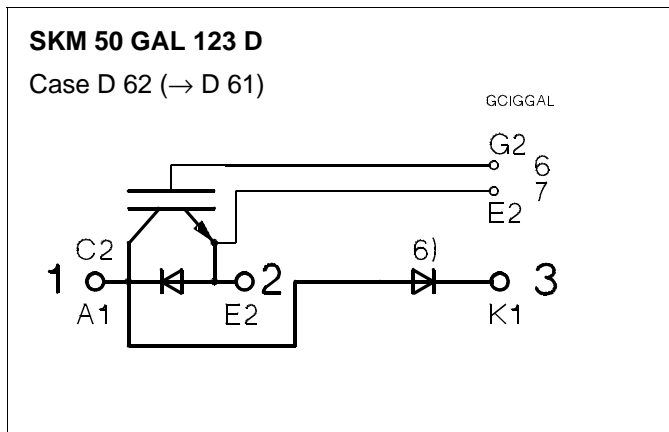 SKM 50 GAL 123 D
Case D 62 (→ D 61)
GCIGGAL
G2
6
7
E2
C2
6)
1
2
3
A1
E2
K1